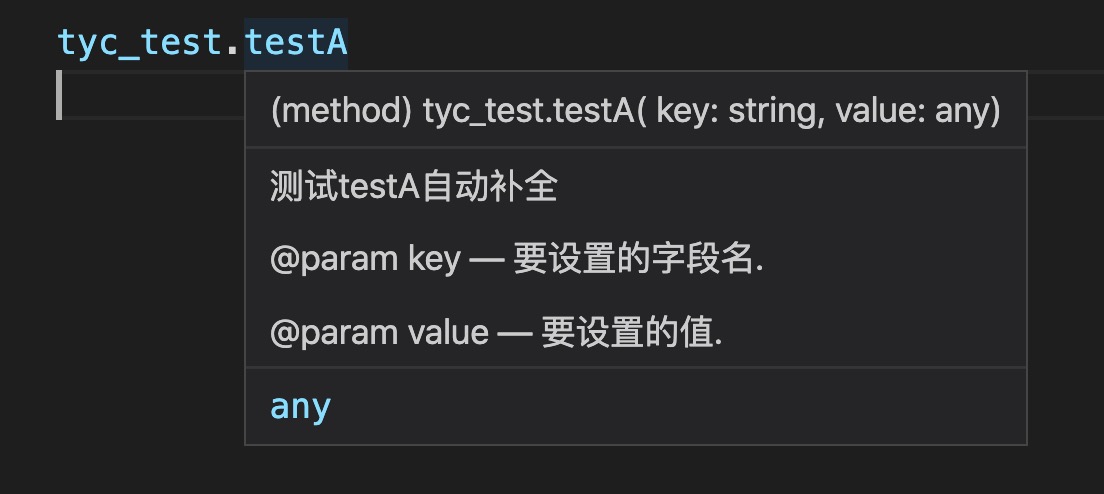 tyc_test.testA
(method) tyc_test.testA( key: string, value: any)
测试testA自动补全
@param key — 要设置的字段名.
@param value — 要设置的值.
any